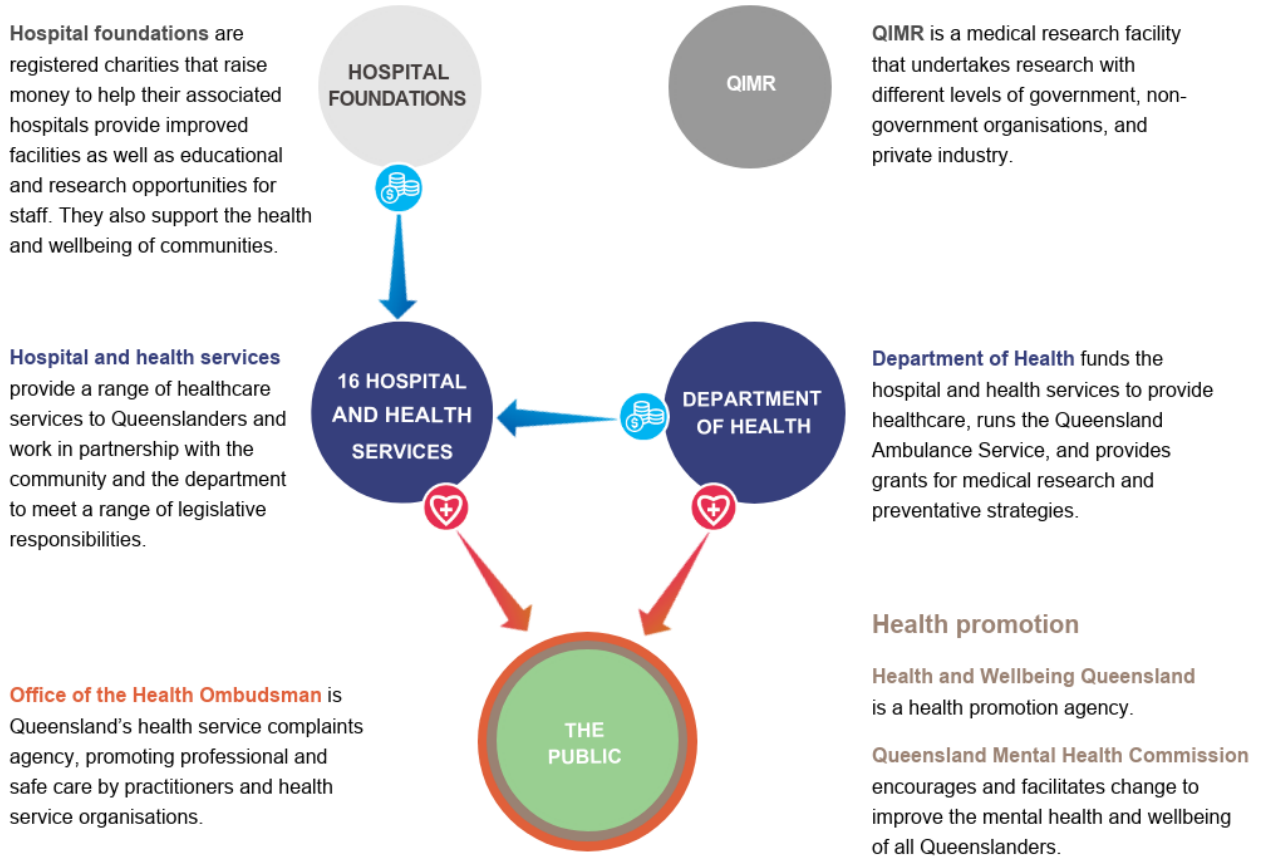 Hospital foundations are
registered charities that raise
money to help their associated
hospitals provide improved
facilities as well as educational
and research opportunities for
staff. They also support the health
and wellbeing of communities.
HOSPITAL
FOUNDATIONS
QIMR
QIMR is a medical research facility
that undertakes research with
different levels of government, non-
government organisations, and
private industry.
Hospital and health services
provide a range of healthcare
services to Queenslanders and
work in partnership with the
community and the department
to meet a range of legislative
responsibilities.
16 HOSPITAL
AND HEALTH
SERVICES
$
DEPARTMENT
OF HEALTH
$
Department of Health funds the
hospital and health services to provide
healthcare, runs the Queensland
Ambulance Service, and provides
grants for medical research and
preventative strategies.
Office of the Health Ombudsman is
Queensland’s health service complaints
agency, promoting professional and
safe care by practitioners and health
service organisations.
THE
PUBLIC
Health promotion
Health and Wellbeing Queensland
is a health promotion agency.
Queensland Mental Health Commission
encourages and facilitates change to
improve the mental health and wellbeing
of all Queenslanders.